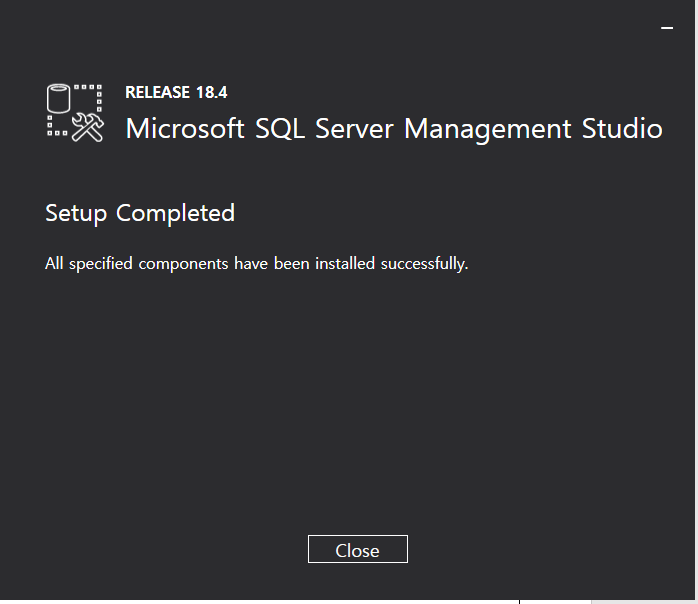 RELEASE 18.4
Microsoft SQL Server Management Studio
Setup Completed
All specified components have been installed successfully.
Close